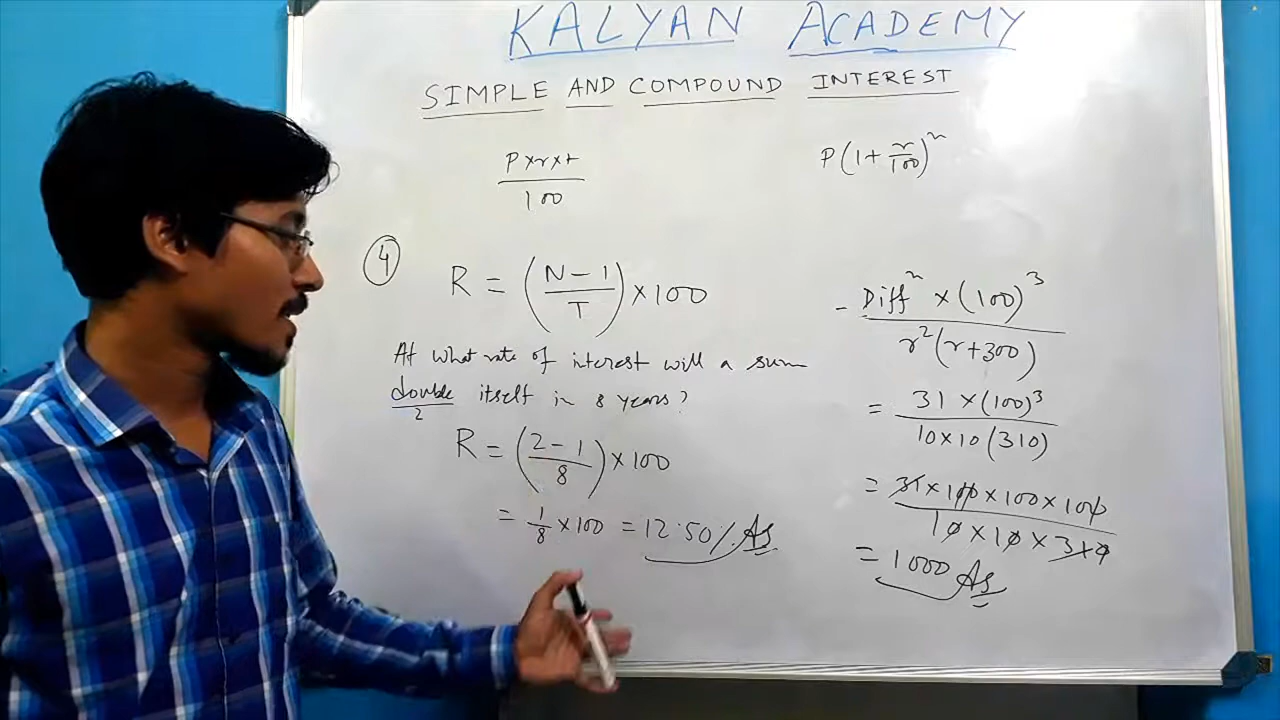 KALYAN ACADEMY
SIMPLE AND COMPOUND INTEREST
P×r×t
100
P(1+r/100)^n
④
R = (N-1/T)×100
At what rate of interest will a sum
double itself in 8 years?
2
R = (2-1/8)×100
= 1/8×100 = 12.50%. As
- Diff^n×(100)^3
r^2(r+300)
= 31×(100)^3
10×10(310)
= 31×100×100×100
10×10×310
= 1000 As